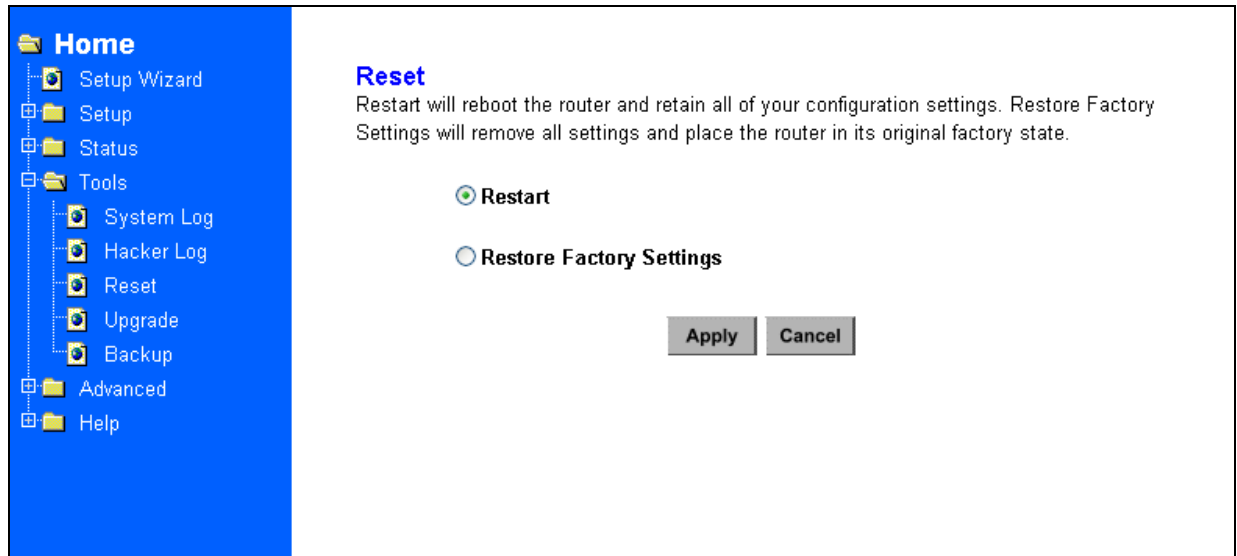 Home
Setup Wizard
Setup
Status
Tools
System Log
Hacker Log
Reset
Upgrade
Backup
Advanced
Help
Reset
Restart will reboot the router and retain all of your configuration settings. Restore Factory
Settings will remove all settings and place the router in its original factory state.
Restart
Restore Factory Settings
Apply Cancel